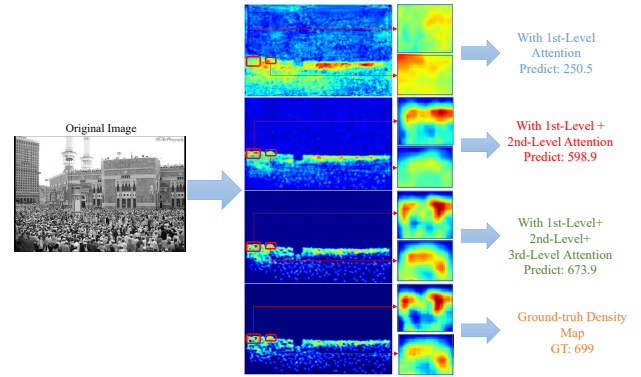 Original Image
With 1st-Level
Attention
Predict: 250.5
With 1st-Level +
2nd-Level Attention
Predict: 598.9
With 1st-Level+
2nd-Level+
3rd-Level Attention
Predict: 673.9
Ground-truh Density
Map
GT: 699